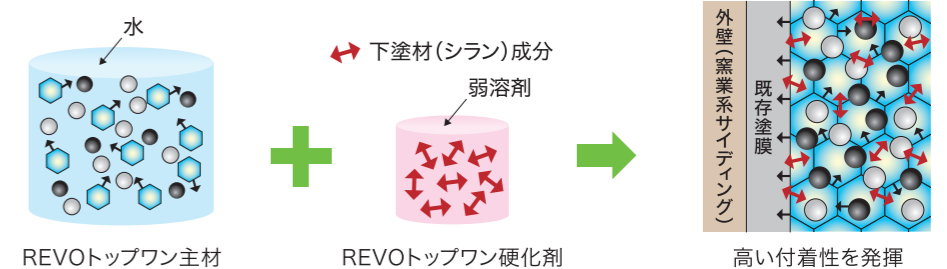 水
REVOトップワン主材
下塗材（シラン）成分
弱溶剤
REVOトップワン硬化剤
外壁（窯業系サイディング）
既存塗膜
高い付着性を発揮